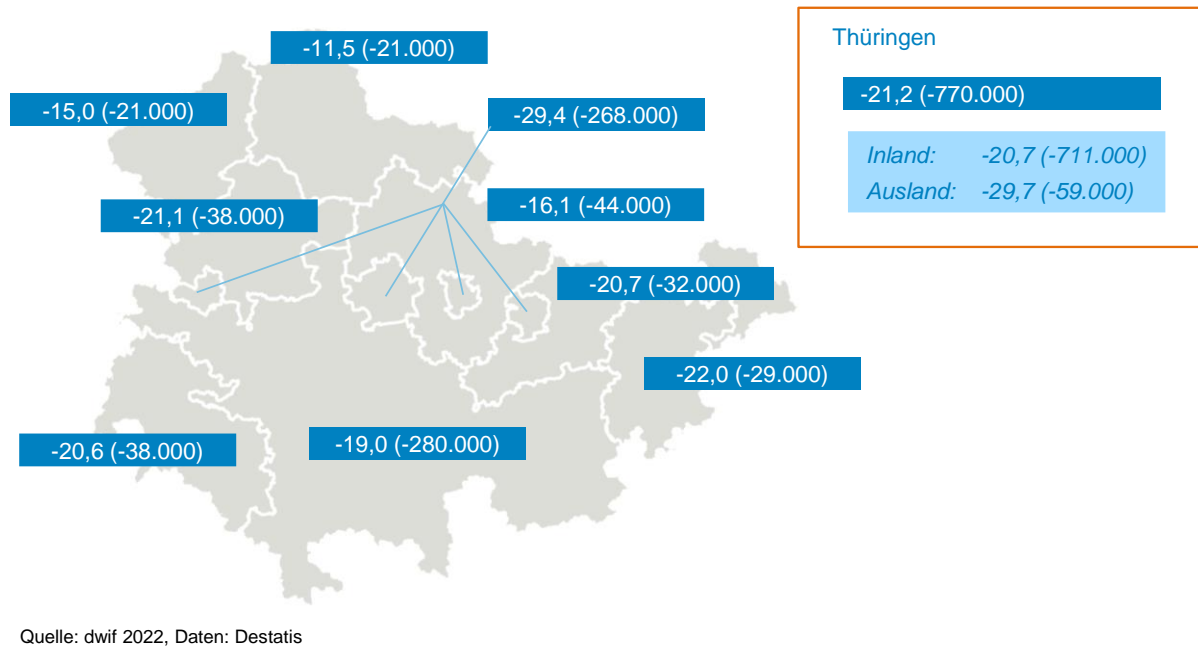 -11,5 (-21.000)
-15,0 (-21.000)
-29,4 (-268.000)
-21,1 (-38.000)
-16,1 (-44.000)
-20,7 (-32.000)
-22,0 (-29.000)
-20,6 (-38.000)
-19,0 (-280.000)
Thüringen
-21,2 (-770.000)
Inland: -20,7 (-711.000)
Ausland: -29,7 (-59.000)
Quelle: dwif 2022, Daten: Destatis